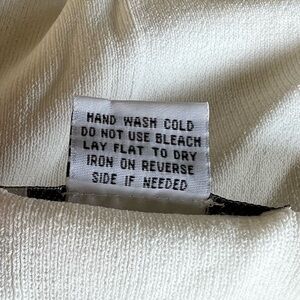 HAND WASH COLD
DO NOT USE BLEACH
LAY FLAT TO DRY
IRON ON REVERSE
SIDE IF NEEDED